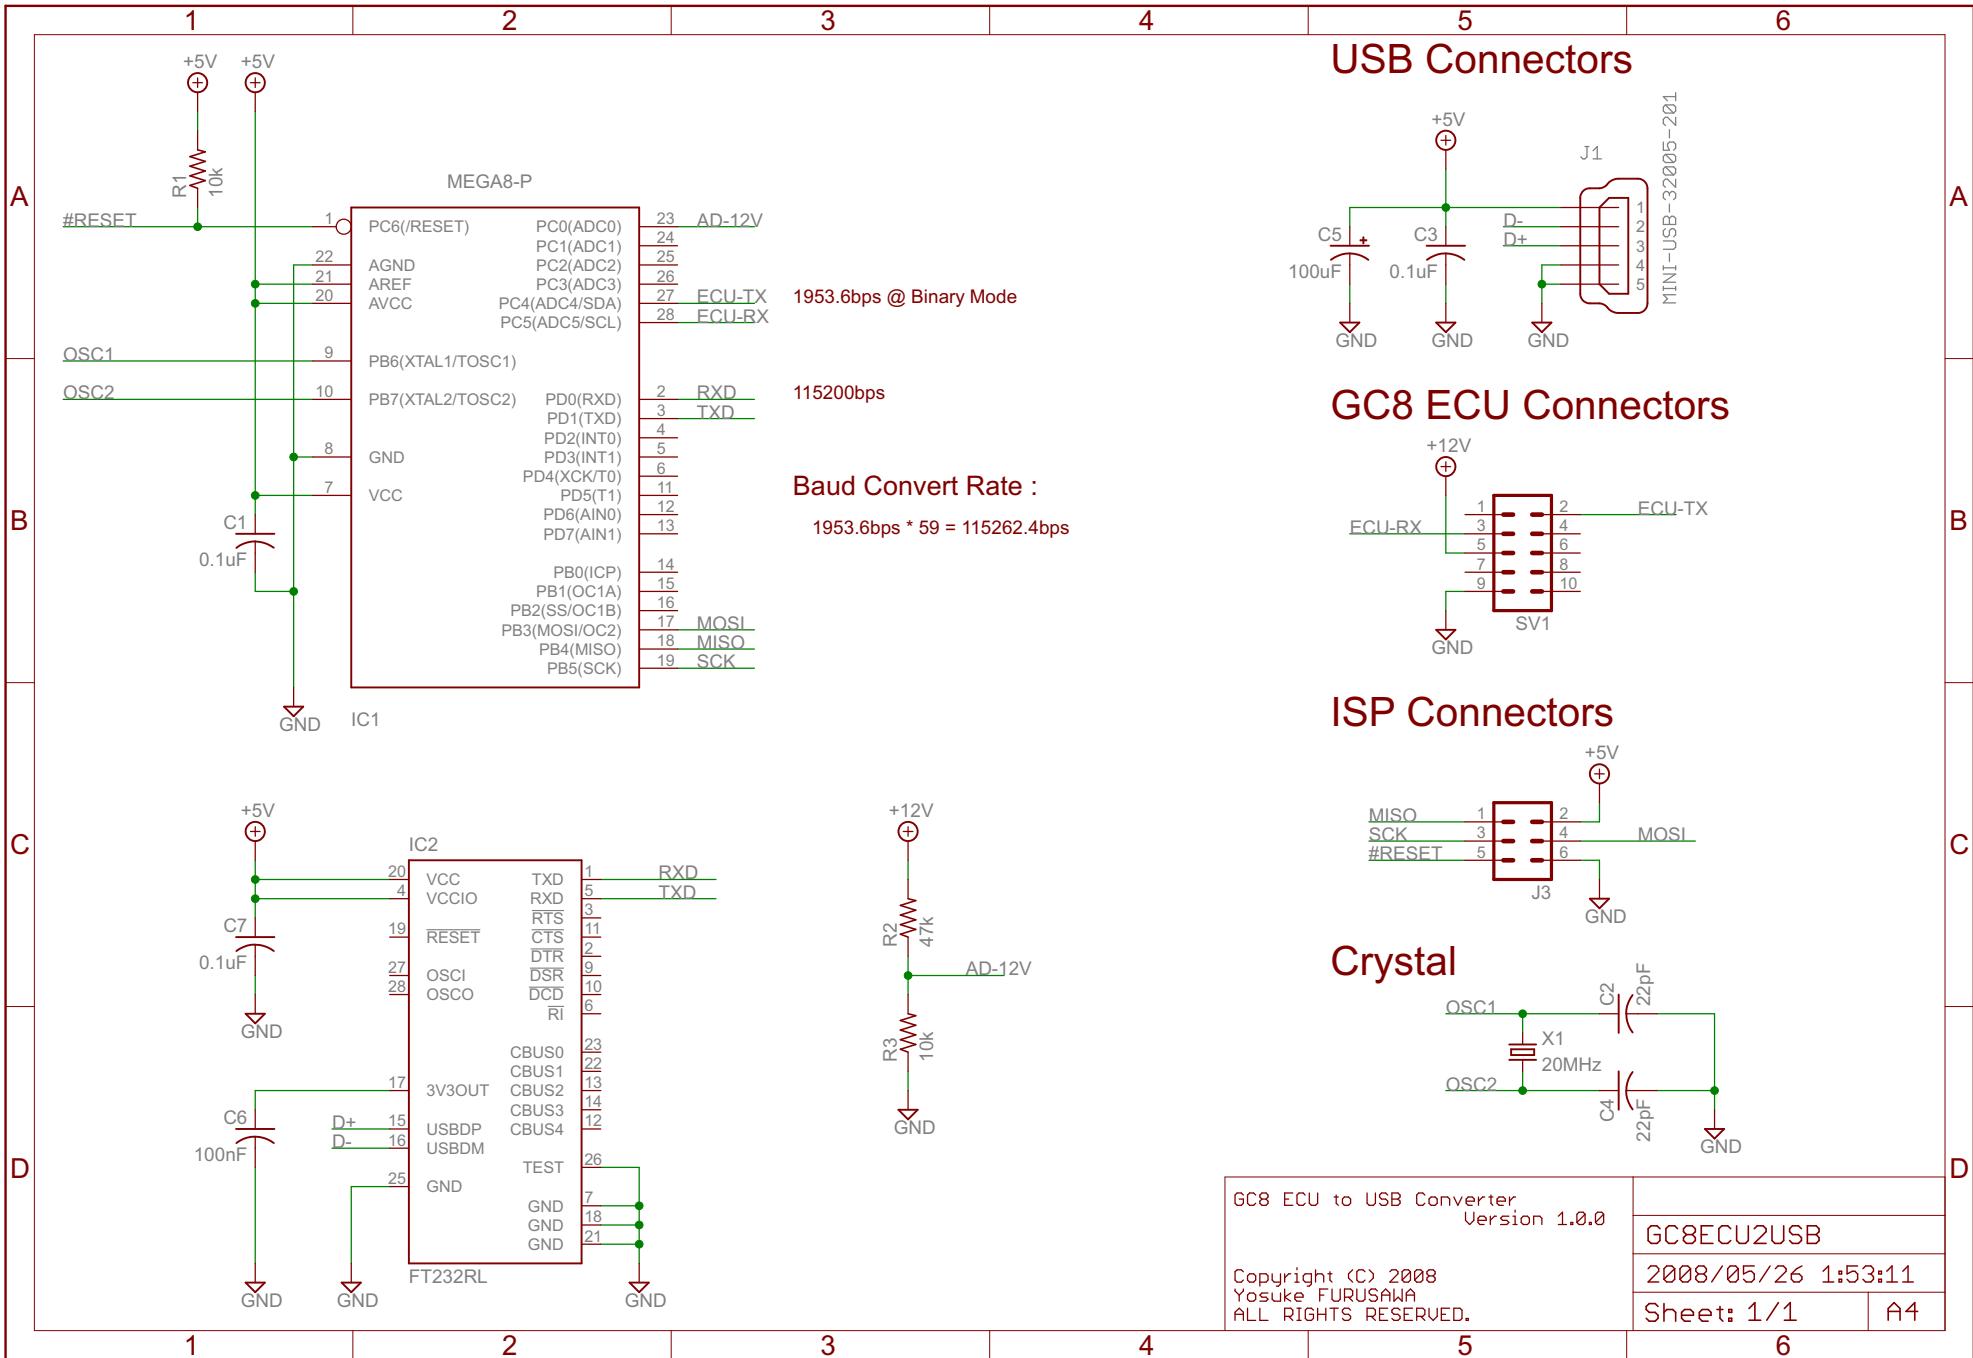 1 2 3 4 5 6
A
B
C
D
A
B
C
D
+5V +5V
R1
10k
#RESET
MEGA8-P
1 PC6(/RESET)
22 AGND
21 AREF
20 AVCC
OSC1 9 PB6(XTAL1/TOSC1)
OSC2 10 PB7(XTAL2/TOSC2)
8 GND
7 VCC
PC0(ADC0) 23 AD-12V
PC1(ADC1) 24
PC2(ADC2) 25
PC3(ADC3) 26
PC4(ADC4/SDA) 27 ECU-TX
PC5(ADC5/SCL) 28 ECU-RX
PD0(RXD) 2 RXD
PD1(TXD) 3 TXD
PD2(INT0) 4
PD3(INT1) 5
PD4(XCK/T0) 6
PD5(T1) 11
PD6(AIN0) 12
PD7(AIN1) 13
PB0(ICP) 14
PB1(OC1A) 15
PB2(SS/OC1B) 16
PB3(MOSI/OC2) 17 MOSI
PB4(MISO) 18 MISO
PB5(SCK) 19 SCK
C1
0.1uF
GND
IC1
1953.6bps @ Binary Mode
115200bps
Baud Convert Rate :
1953.6bps * 59 = 115262.4bps
+5V
IC2
20 VCC
4 VCCIO
19 RESET
27 OSCI
28 OSCO
17 3V3OUT
D+ 15 USBDP
D- 16 USBDM
25 GND
TXD 1 RXD
RXD 5 TXD
RTS 3
CTS 11
DTR 2
DSR 9
DCD 10
RI 6
CBUS0 23
CBUS1 22
CBUS2 13
CBUS3 14
CBUS4 12
TEST 26
GND 7
GND 18
GND 21
C7
0.1uF
GND
C6
100nF
FT232RL
GND
GND
GND
+12V
R2
47k
AD-12V
R3
10k
GND
USB Connectors
+5V
J1
MINI-USB-32005-201
1
D- 2
D+ 3
4
5
C5 +
100uF
C3
0.1uF
GND GND GND
GC8 ECU Connectors
+12V
1 2 ECU-TX
ECU-RX 3 4
5 6
7 8
9 10
SV1
GND
ISP Connectors
+5V
MISO 1 2
SCK 3 4 MOSI
#RESET 5 6
J3
GND
Crystal
OSC1
C2
22pF
X1
20MHz
OSC2
C4
22pF
GND
GC8 ECU to USB Converter
Version 1.0.0
Copyright (C) 2008
Yosuke FURUSAWA
ALL RIGHTS RESERVED.
GC8ECU2USB
2008/05/26 1:53:11
Sheet: 1/1 A4
1 2 3 4 5 6